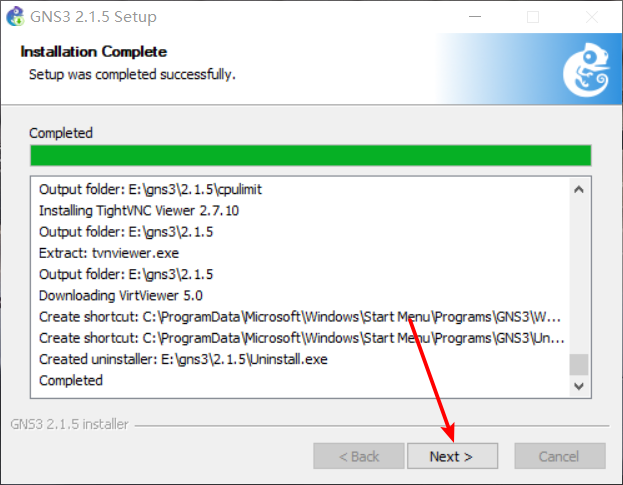 GNS3 2.1.5 Setup
Installation Complete
Setup was completed successfully.
Completed
Output folder: E:\gns3\2.1.5\cpulimit
Installing TightVNC Viewer 2.7.10
Output folder: E:\gns3\2.1.5
Extract: tvnviewer.exe
Output folder: E:\gns3\2.1.5
Downloading VirtViewer 5.0
Create shortcut: C:\ProgramData\Microsoft\Windows\Start Menu\Programs\GNS3\W...
Create shortcut: C:\ProgramData\Microsoft\Windows\Start Menu\Programs\GNS3\Un...
Created uninstaller: E:\gns3\2.1.5\Uninstall.exe
Completed
GNS3 2.1.5 installer
< Back
Next >
Cancel